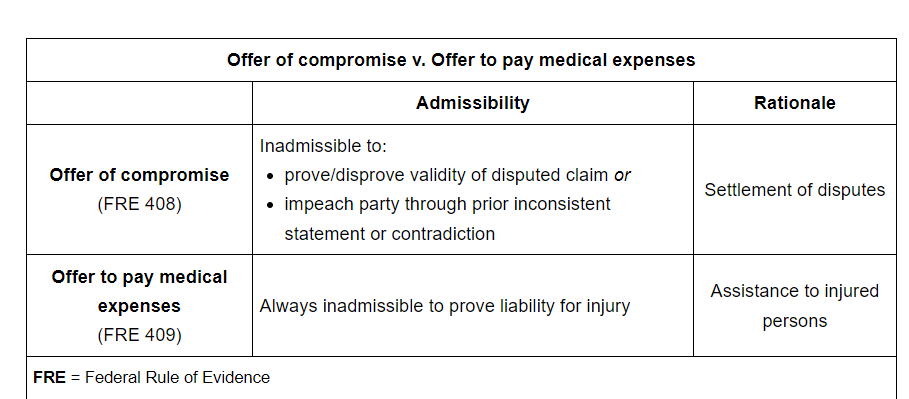 Offer of compromise v. Offer to pay medical expenses
Admissibility
Rationale
Offer of compromise
(FRE 408)
Inadmissible to:
• prove/disprove validity of disputed claim or
• impeach party through prior inconsistent
statement or contradiction
Settlement of disputes
Offer to pay medical
expenses
(FRE 409)
Always inadmissible to prove liability for injury
Assistance to injured
persons
FRE = Federal Rule of Evidence